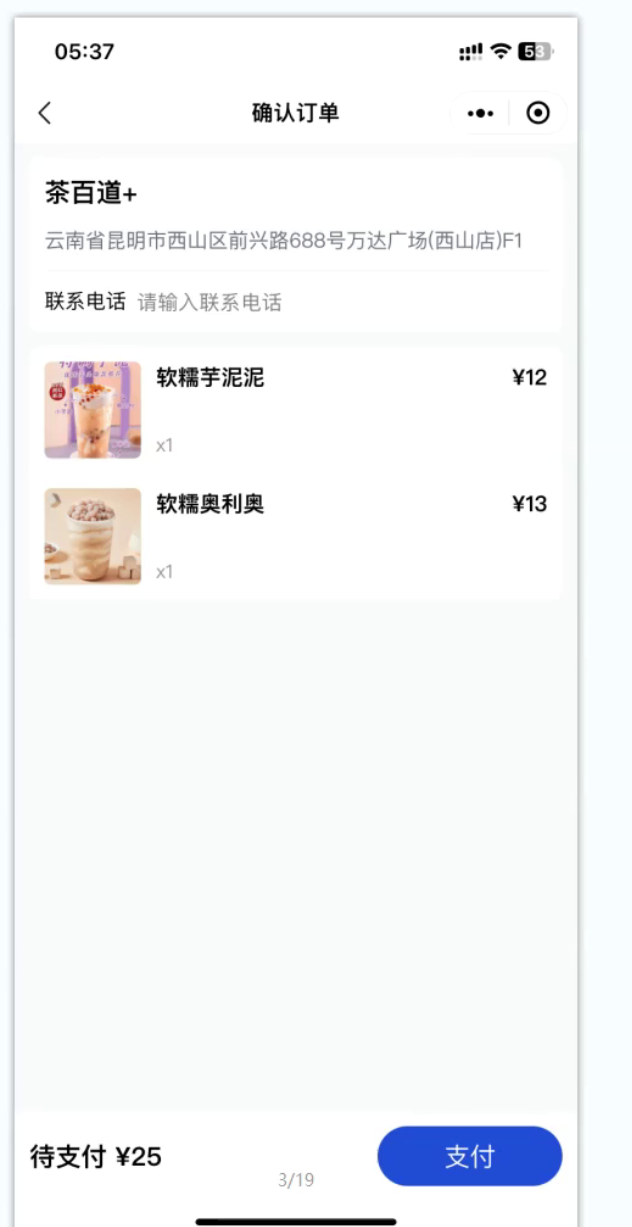 05:37
53
确认订单
茶百道+
云南省昆明市西山区前兴路688号万达广场(西山店)F1
联系电话 请输入联系电话
软糯芋泥泥 ¥12
x1
软糯奥利奥 ¥13
x1
待支付 ¥25
支付
3/19